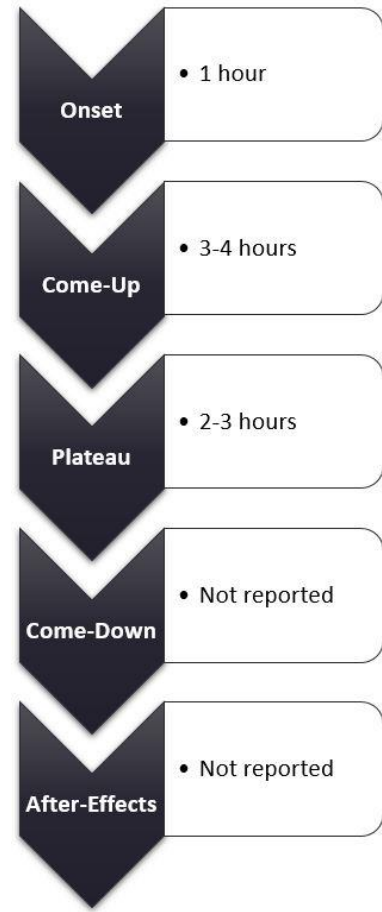 Onset
• 1 hour
Come-Up
• 3-4 hours
Plateau
• 2-3 hours
Come-Down
• Not reported
After-Effects
• Not reported